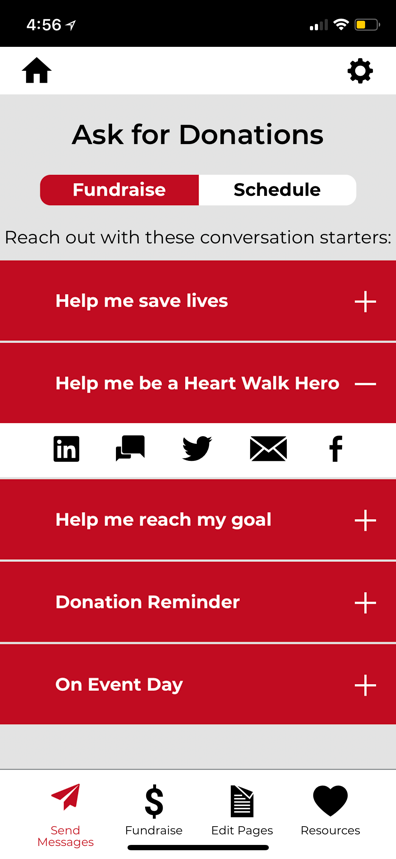 4:56
Ask for Donations
Fundraise Schedule
Reach out with these conversation starters:
Help me save lives
Help me be a Heart Walk Hero
in
Help me reach my goal
Donation Reminder
On Event Day
Send Messages
Fundraise
Edit Pages
Resources